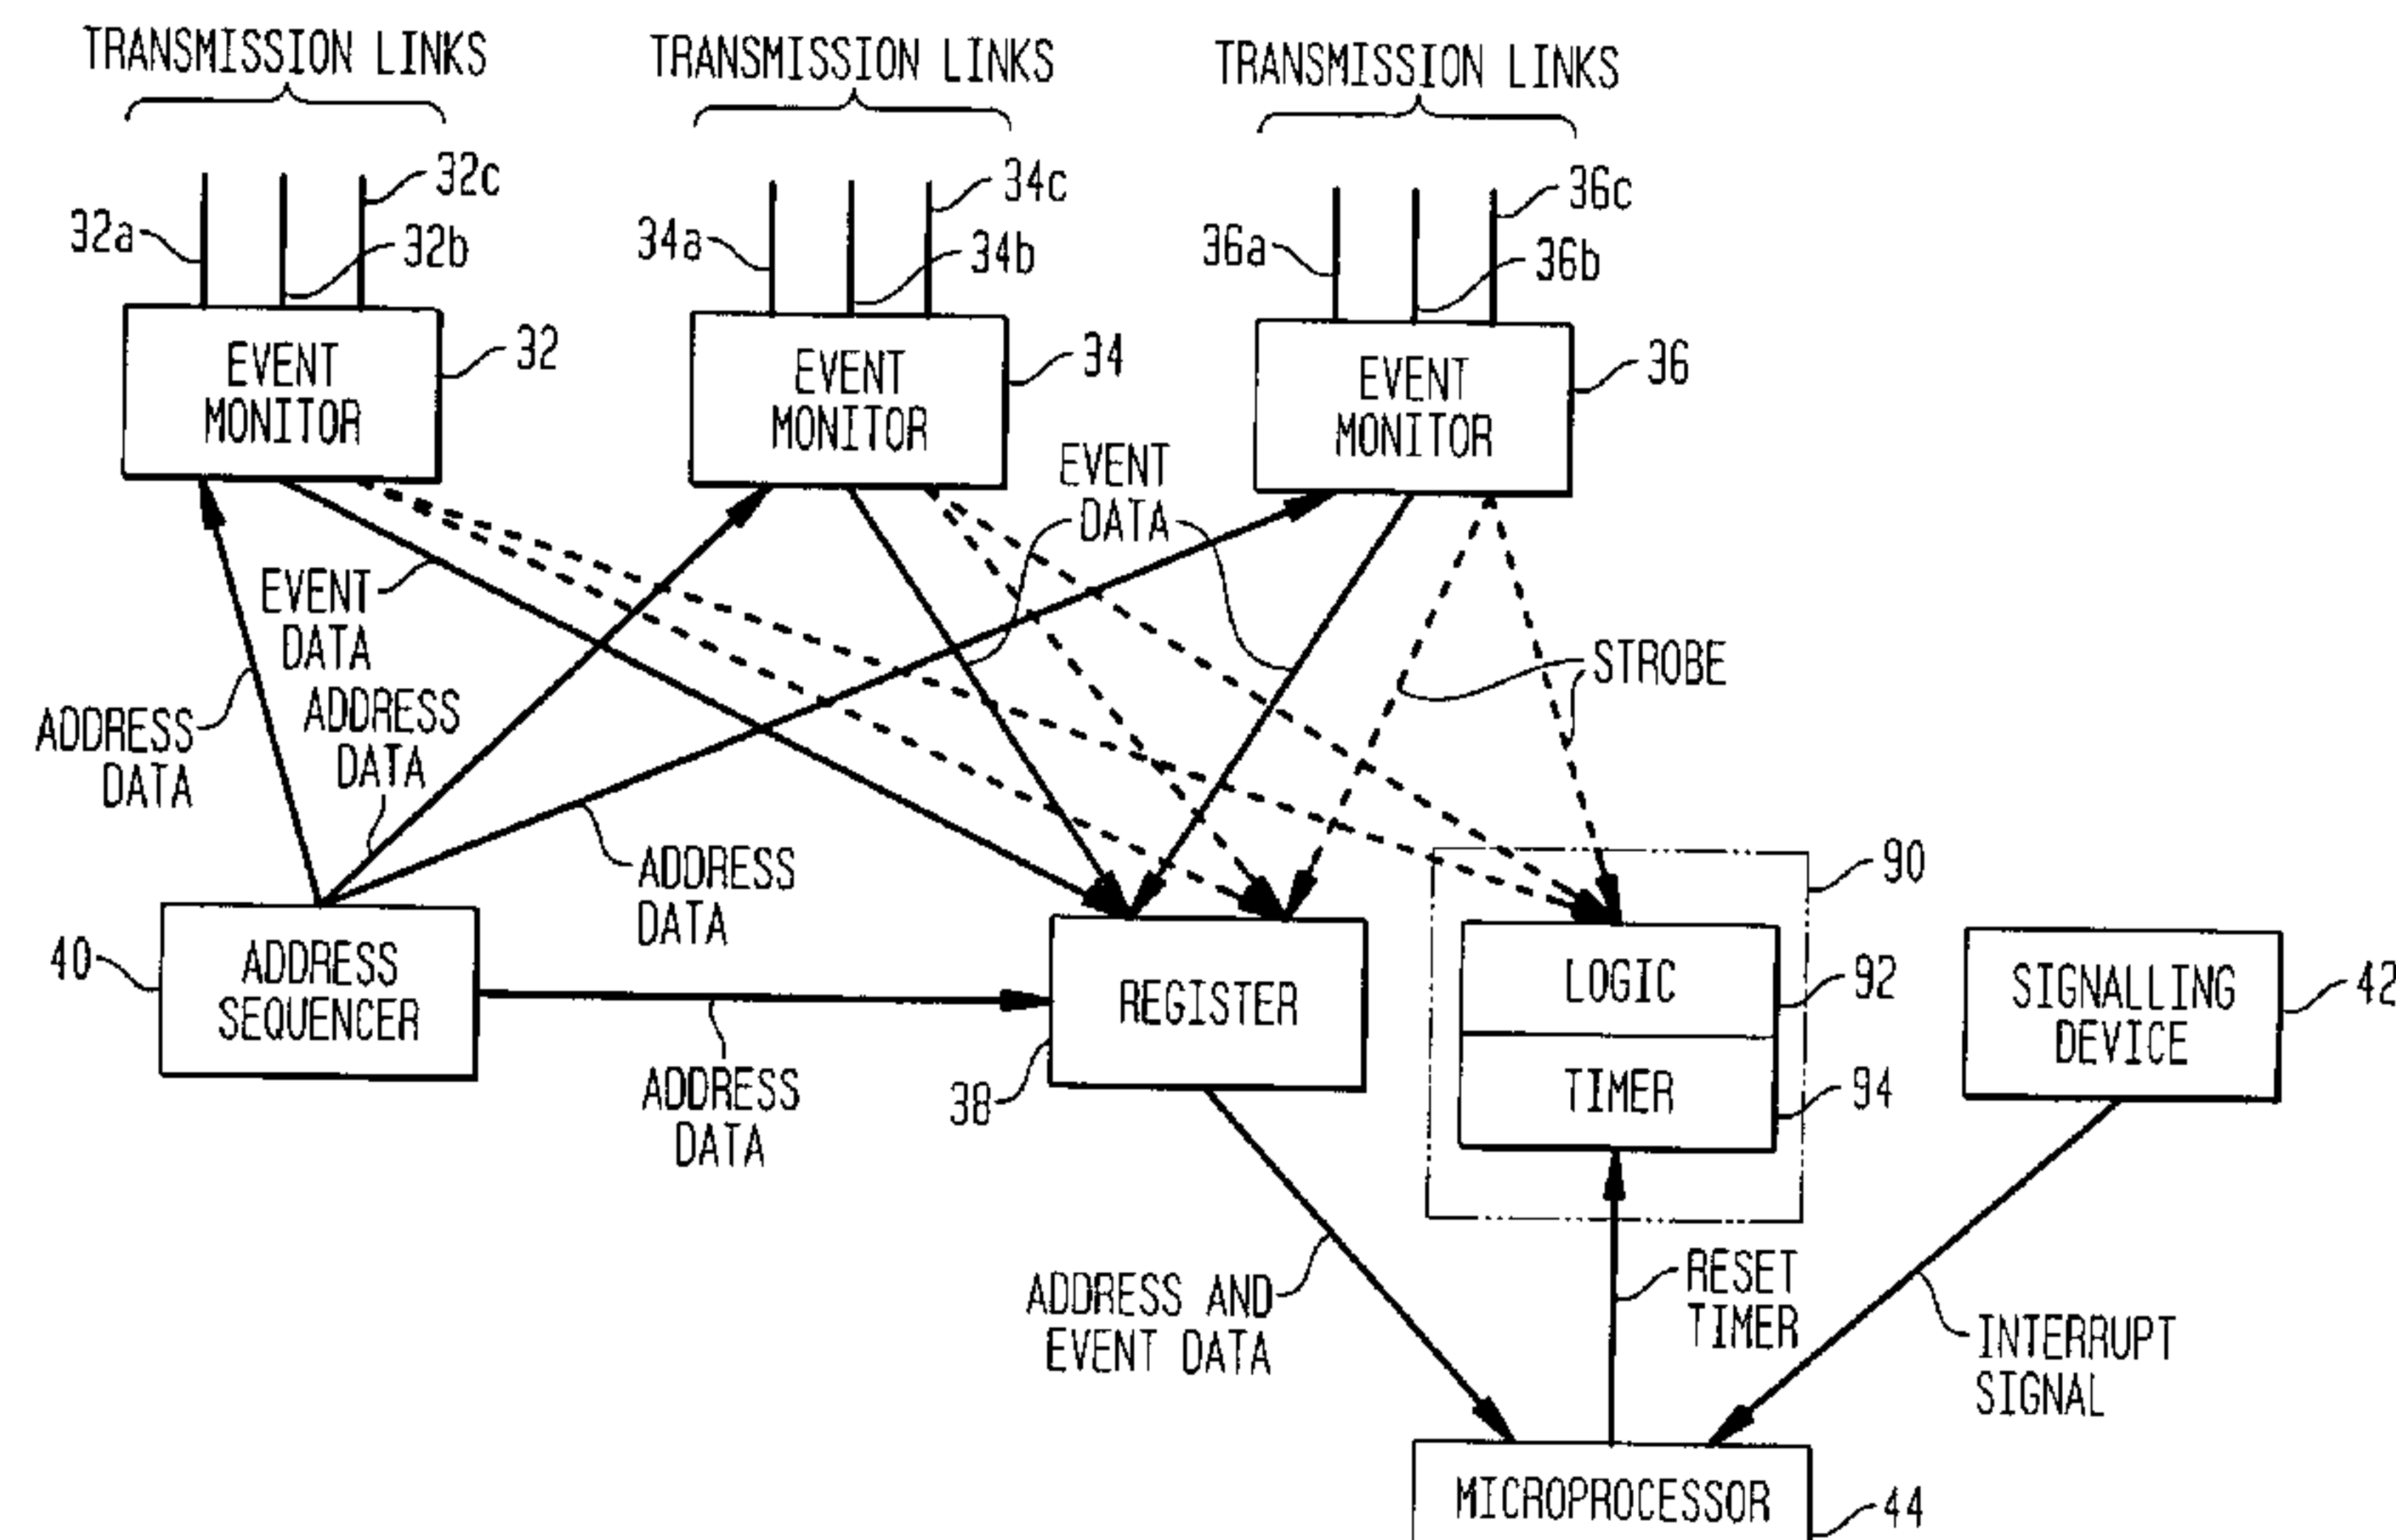 TRANSMISSION LINKS
TRANSMISSION LINKS
TRANSMISSION LINKS
32a
32b
32c
34a
34b
34c
36a
36b
36c
EVENT
MONITOR
32
EVENT
MONITOR
34
EVENT
MONITOR
36
EVENT
DATA
EVENT
DATA
ADDRESS
DATA
ADDRESS
DATA
STROBE
ADDRESS
DATA
40
ADDRESS
SEQUENCER
ADDRESS
DATA
REGISTER
38
90
LOGIC
92
TIMER
94
SIGNALLING
DEVICE
42
ADDRESS AND
EVENT DATA
RESET
TIMER
INTERRUPT
SIGNAL
MICROPROCESSOR
44